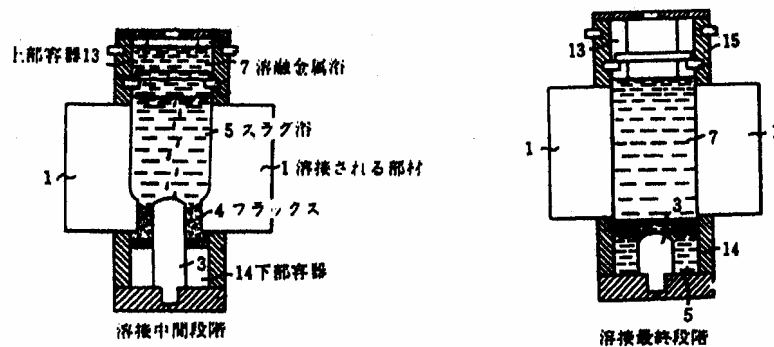 上部容器13
7 溶融金属浴
5 スラグ浴
1
1 溶接される部材
4 フラックス
3
14 下部容器
溶接中間段階
13
15
1
7
1
3
14
5
溶接最終段階